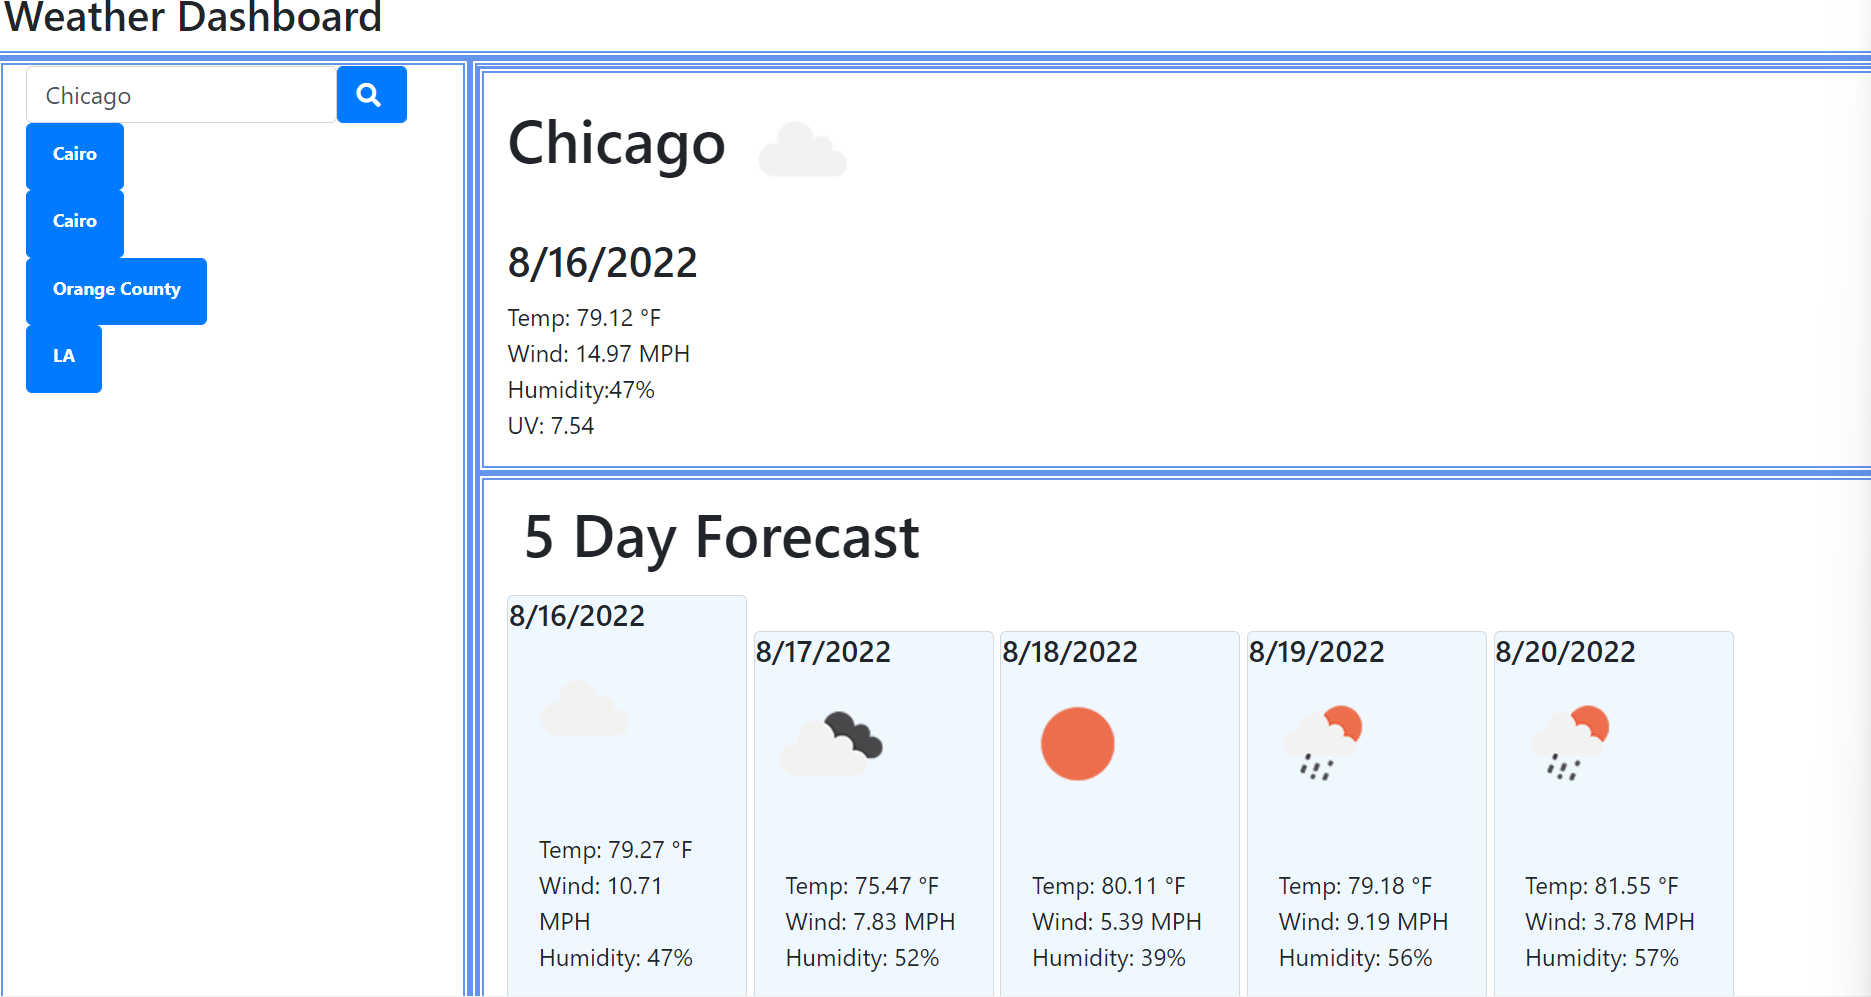 Weather Dashboard
Chicago
Cairo
Cairo
Orange County
LA
Chicago
8/16/2022
Temp: 79.12 °F
Wind: 14.97 MPH
Humidity:47%
UV: 7.54
5 Day Forecast
8/16/2022
Temp: 79.27 °F
Wind: 10.71
MPH
Humidity: 47%
8/17/2022
Temp: 75.47 °F
Wind: 7.83 MPH
Humidity: 52%
8/18/2022
Temp: 80.11 °F
Wind: 5.39 MPH
Humidity: 39%
8/19/2022
Temp: 79.18 °F
Wind: 9.19 MPH
Humidity: 56%
8/20/2022
Temp: 81.55 °F
Wind: 3.78 MPH
Humidity: 57%